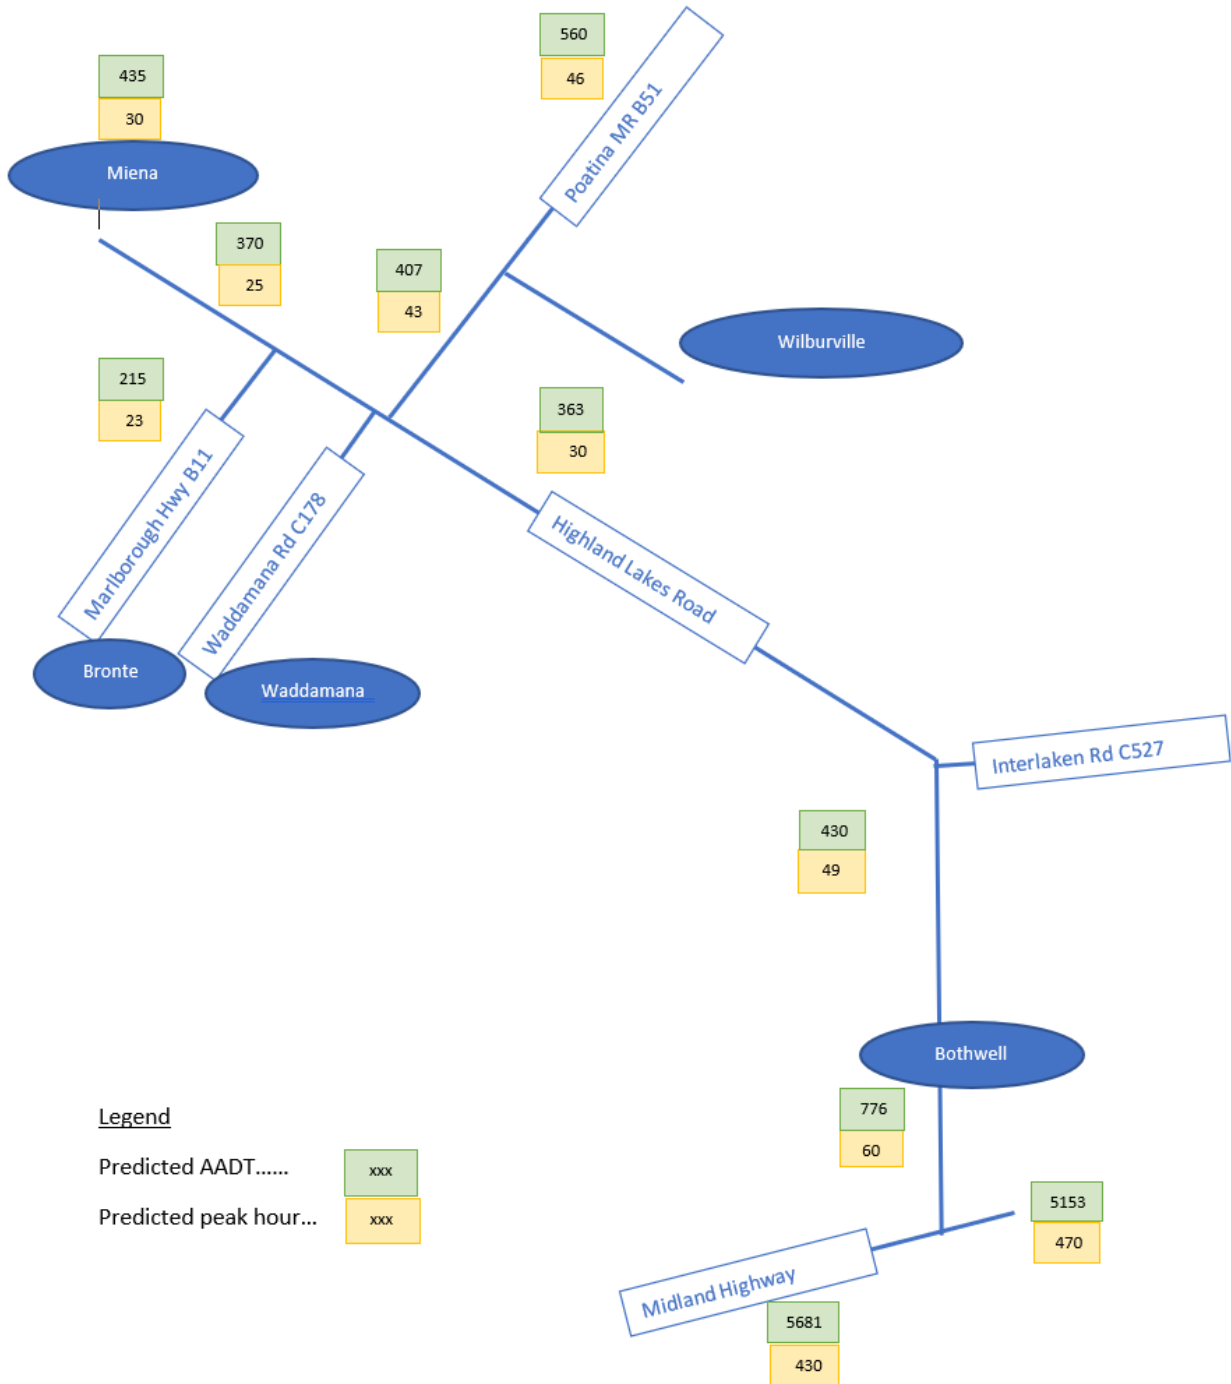 560
46
435
30
Miena
Poatina MR B51
370
25
407
43
Wilburville
215
23
363
30
Marlborough Hwy B11
Waddamana Rd C178
Highland Lakes Road
Bronte
Waddamana
Interlaken Rd C527
430
49
Bothwell
776
60
Legend
Predicted AADT...... xxx
Predicted peak hour... xxx
5153
470
Midland Highway
5681
430